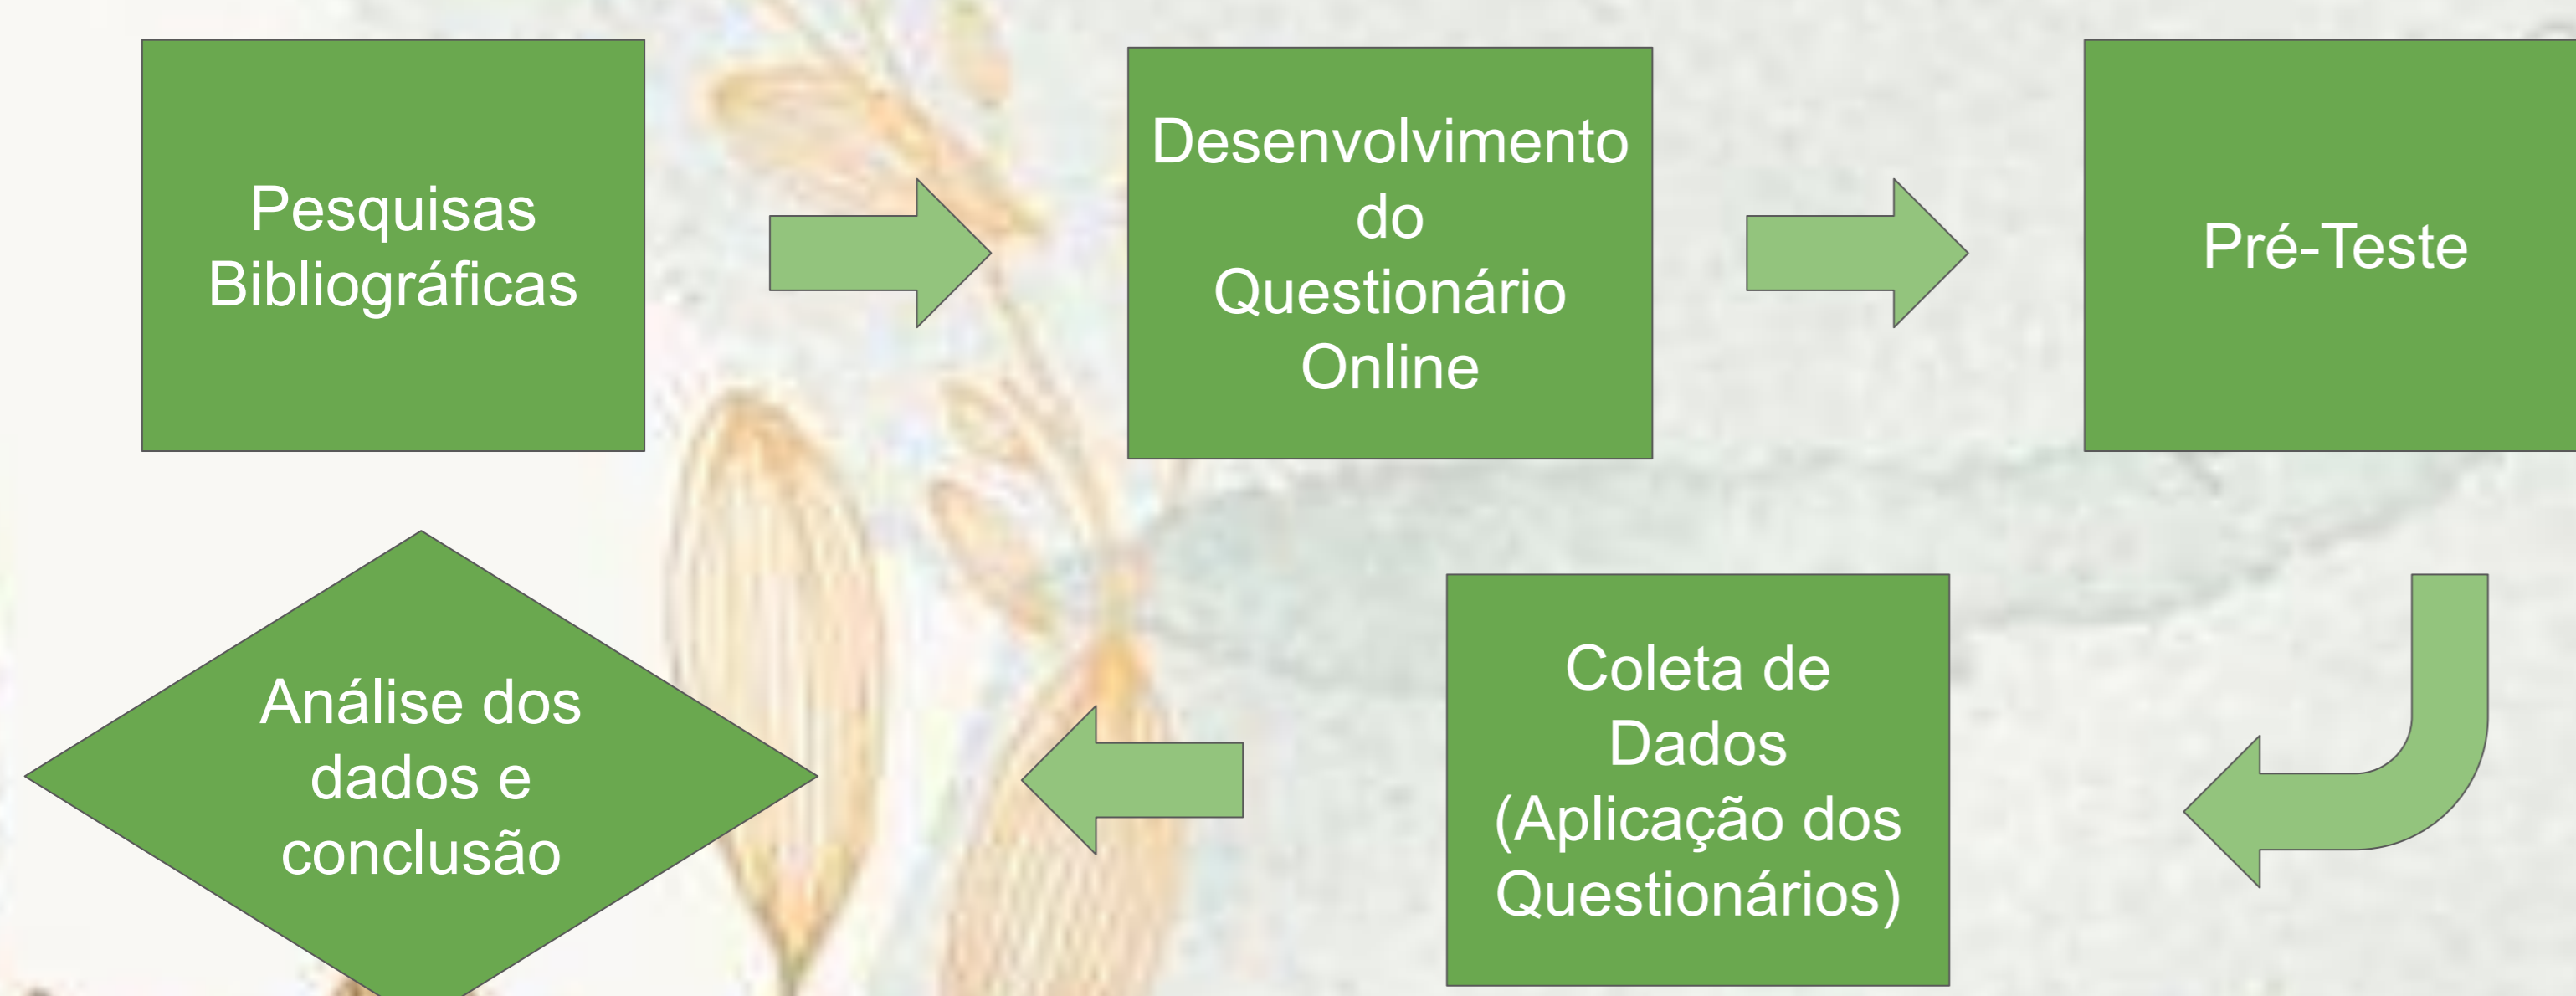 Pesquisas
Bibliográficas
Desenvolvimento
do
Questionário
Online
Pré-Teste
Coleta de
Dados
(Aplicação dos
Questionários)
Análise dos
dados e
conclusão